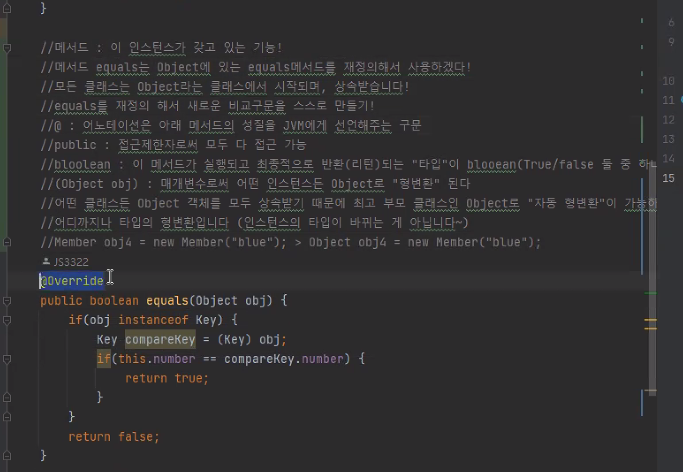 }
6
9
//메서드 : 이 인스턴스가 갖고 있는 기능!
//메서드 equals는 Object에 있는 equals메서드를 재정의해서 사용하겠다!
//모든 클래스는 Object라는 클래스에서 시작되며, 상속받습니다!
10
//equals를 재정의 해서 새로운 비교구문을 스스로 만들기!
11
//@ : 어노테이션은 아래 메서드의 성질을 JVM에게 선언해주는 구문
12
//public : 접근제한자로써 모두 다 접근 가능
13
//bloolean : 이 메서드가 실행되고 최종적으로 반환(리턴)되는 "타입"이 blooean(True/false 둘 중 하
14
//(Object obj) : 매개변수로써 어떤 인스턴스든 Object로 "형변환" 된다
15
//어떤 클래스든 Object 객체를 모두 상속받기 때문에 최고 부모 클래스인 Object로 "자동 형변환"이 가능하
//어디까지나 타입의 형변환입니다 (인스턴스의 타입이 바뀌는 게 아닙니다~)
//Member obj4 = new Member("blue"); > Object obj4 = new Member("blue");
JS3322
@Override
public boolean equals(Object obj) {
if(obj instanceof Key) {
Key compareKey = (Key) obj;
if(this.number == compareKey.number) {
return true;
}
}
return false;
}